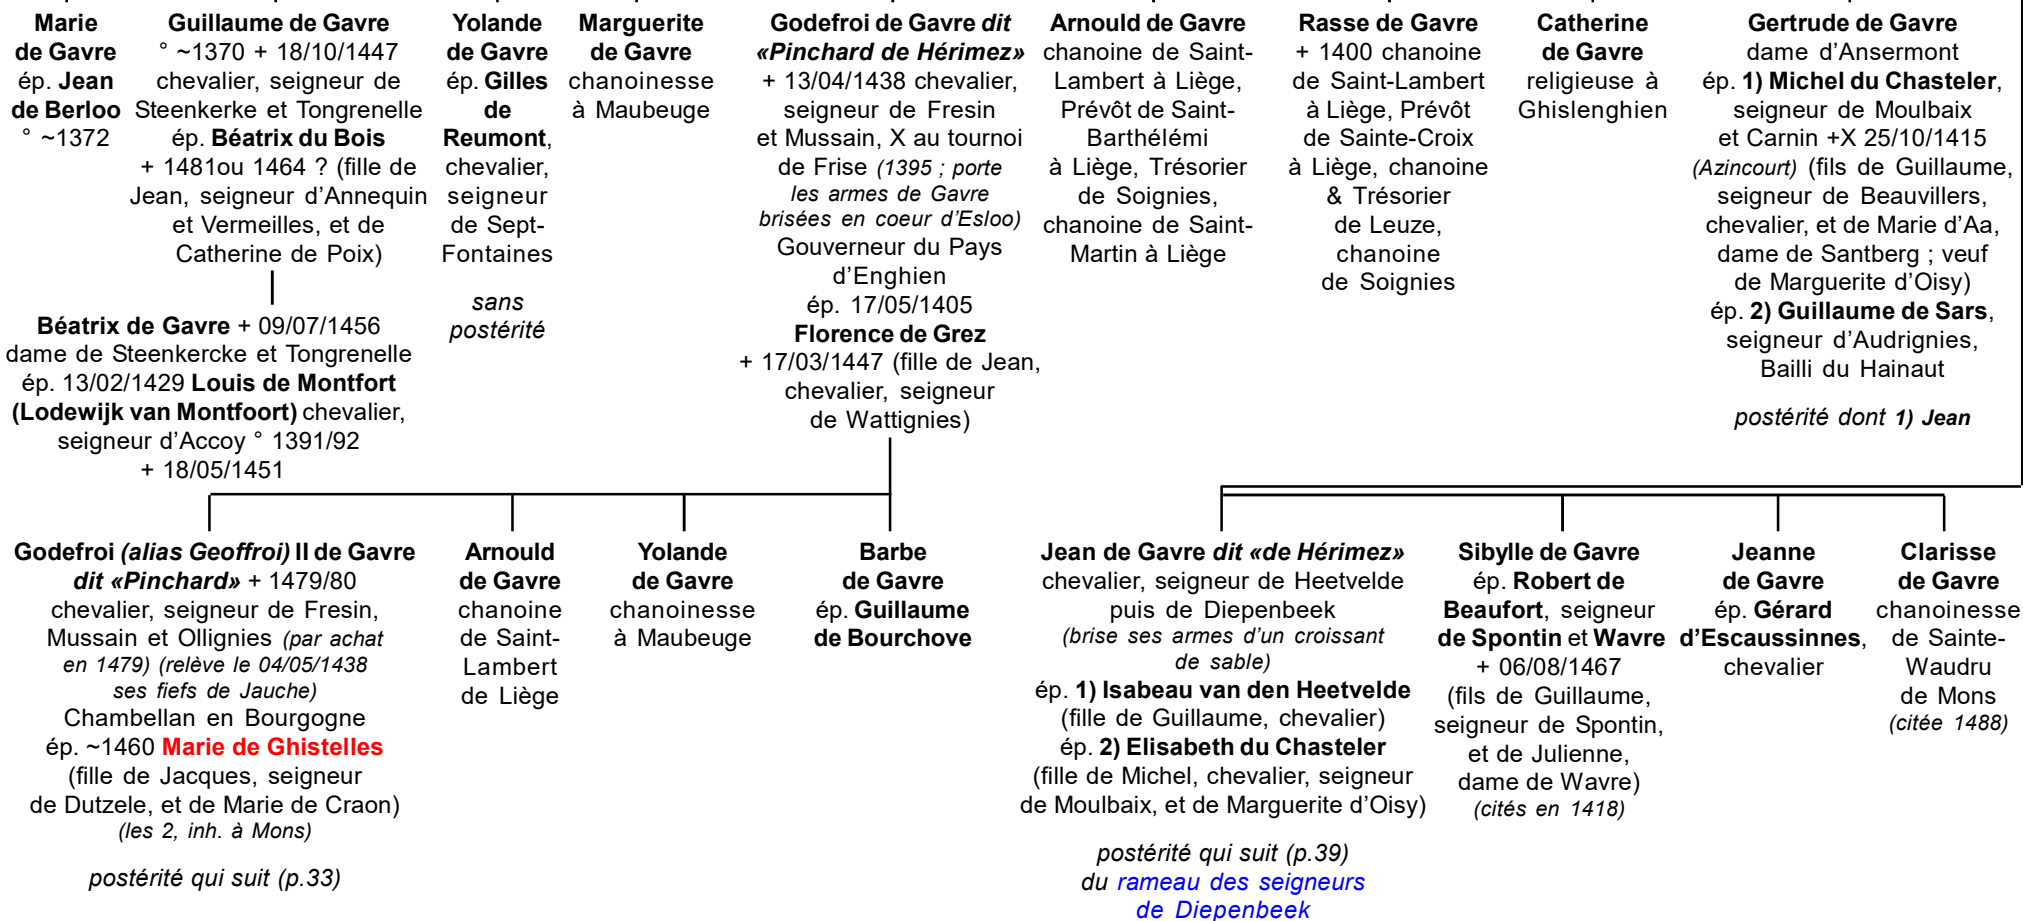 Marie
de Gavre
ép. Jean
de Berloo
° ~1372
Guillaume de Gavre
° ~1370 + 18/10/1447
chevalier, seigneur de
Steenkerke et Tongrenelle
ép. Béatrix du Bois
+ 1481ou 1464 ? (fille de
Jean, seigneur d’Annequin
et Vermeilles, et de
Catherine de Poix)
Yolande
de Gavre
ép. Gilles
de
Reumont,
chevalier,
seigneur
de Sept-
Fontaines
sans
postérité
Marguerite
de Gavre
chanoinesse
à Maubeuge
Godefroi de Gavre dit
«Pinchard de Hérimez»
+ 13/04/1438 chevalier,
seigneur de Fresin
et Mussain, X au tournoi
de Frise (1395 ; porte
les armes de Gavre
brisées en coeur d’Esloo)
Gouverneur du Pays
d’Enghien
ép. 17/05/1405
Florence de Grez
+ 17/03/1447 (fille de Jean,
chevalier, seigneur
de Wattignies)
Arnould de Gavre
chanoine de Saint-
Lambert à Liège,
Prévôt de Saint-
Barthélémi
à Liège, Trésorier
de Soignies,
chanoine de Saint-
Martin à Liège
Rasse de Gavre
+ 1400 chanoine
de Saint-Lambert
à Liège, Prévôt
de Sainte-Croix
à Liège, chanoine
& Trésorier
de Leuze,
chanoine
de Soignies
Catherine
de Gavre
religieuse à
Ghislenghien
Gertrude de Gavre
dame d’Ansermont
ép. 1) Michel du Chasteler,
seigneur de Moulbaix
et Carnin +X 25/10/1415
(Azincourt) (fils de Guillaume,
seigneur de Beauvillers,
chevalier, et de Marie d’Aa,
dame de Santberg ; veuf
de Marguerite d’Oisy)
ép. 2) Guillaume de Sars,
seigneur d’Audrignies,
Bailli du Hainaut
postérité dont 1) Jean
Béatrix de Gavre + 09/07/1456
dame de Steenkercke et Tongrenelle
ép. 13/02/1429 Louis de Montfort
(Lodewijk van Montfoort) chevalier,
seigneur d’Accoy ° 1391/92
+ 18/05/1451
Godefroi (alias Geoffroi) II de Gavre
dit «Pinchard» + 1479/80
chevalier, seigneur de Fresin,
Mussain et Ollignies (par achat
en 1479) (relève le 04/05/1438
ses fiefs de Jauche)
Chambellan en Bourgogne
ép. ~1460 Marie de Ghistelles
(fille de Jacques, seigneur
de Dutzele, et de Marie de Craon)
(les 2, inh. à Mons)
postérité qui suit (p.33)
Arnould
de Gavre
chanoine
de Saint-
Lambert
de Liège
Yolande
de Gavre
chanoinesse
à Maubeuge
Barbe
de Gavre
ép. Guillaume
de Bourchove
Jean de Gavre dit «de Hérimez»
chevalier, seigneur de Heetvelde
puis de Diepenbeek
(brise ses armes d’un croissant
de sable)
ép. 1) Isabeau van den Heetvelde
(fille de Guillaume, chevalier)
ép. 2) Elisabeth du Chasteler
(fille de Michel, chevalier, seigneur
de Moulbaix, et de Marguerite d’Oisy)
postérité qui suit (p.39)
du rameau des seigneurs
de Diepenbeek
Sibylle de Gavre
ép. Robert de
Beaufort, seigneur
de Spontin et Wavre
+ 06/08/1467
(fils de Guillaume,
seigneur de Spontin,
et de Julienne,
dame de Wavre)
(cités en 1418)
Jeanne
de Gavre
ép. Gérard
d’Escaussinnes,
chevalier
Clarisse
de Gavre
chanoinesse
de Sainte-
Waudru
de Mons
(citée 1488)